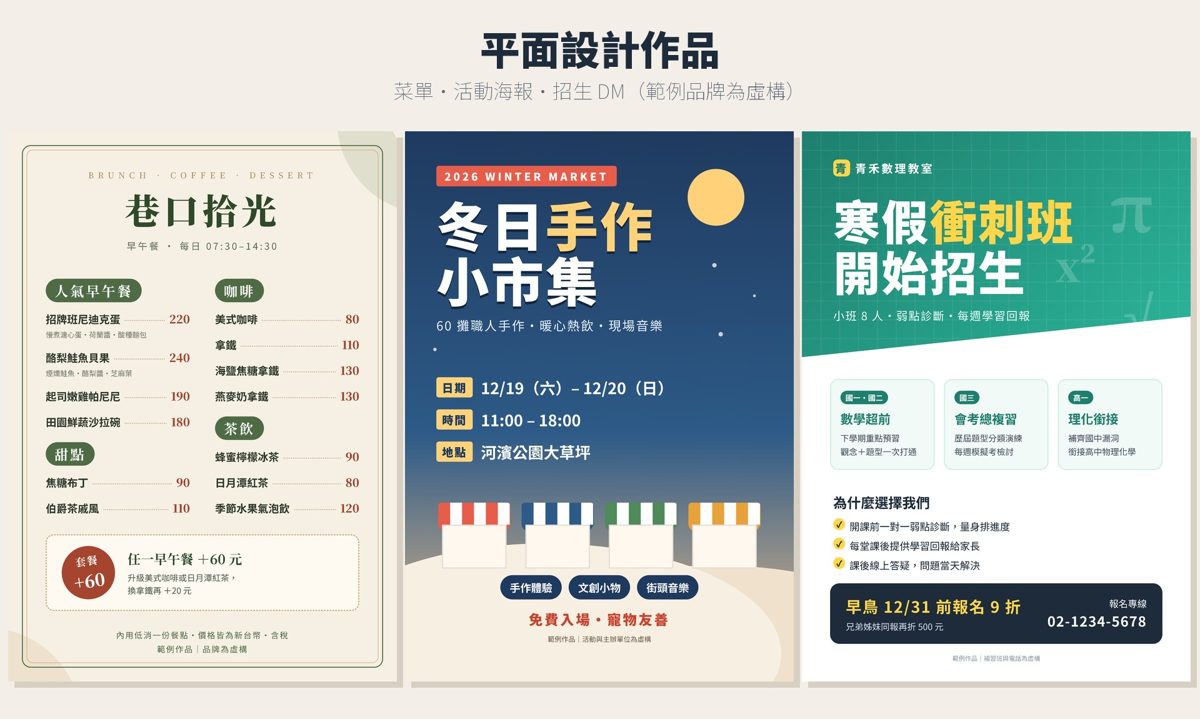 平面設計作品
菜單・活動海報・招生 DM（範例品牌為虛構）
BRUNCH · COFFEE · DESSERT
巷口拾光
早午餐 · 每日 07:30–14:30
人氣早午餐
招牌班尼迪克蛋 220
慢煮溏心蛋・荷蘭醬・酸種麵包
酪梨鮭魚貝果 240
煙燻鮭魚・酪梨醬・芝麻葉
起司嫩雞帕尼尼 190
田園鮮蔬沙拉碗 180
甜點
焦糖布丁 90
伯爵茶戚風 110
咖啡
美式咖啡 80
拿鐵 110
海鹽焦糖拿鐵 130
燕麥奶拿鐵 130
茶飲
蜂蜜檸檬冰茶 90
日月潭紅茶 80
季節水果氣泡飲 120
套餐
+60
任一早午餐 +60 元
升級美式咖啡或日月潭紅茶，
換拿鐵再 +20 元
內用低消一份餐點・價格皆為新台幣・含稅
範例作品｜品牌為虛構
2026 WINTER MARKET
冬日手作
小市集
60 攤職人手作・暖心熱飲・現場音樂
日期 12/19（六）– 12/20（日）
時間 11:00 – 18:00
地點 河濱公園大草坪
手作體驗 文創小物 街頭音樂
免費入場・寵物友善
範例作品｜活動與主辦單位為虛構
青 青禾數理教室
寒假衝刺班
開始招生
π
x²
√
小班 8 人・弱點診斷・每週學習回報
國一・國二
數學超前
下學期重點預習
觀念＋題型一次打通
國三
會考總複習
歷屆題型分類演練
每週模擬考檢討
高一
理化銜接
補齊國中漏洞
銜接高中物理化學
為什麼選擇我們
✓ 開課前一對一弱點診斷，量身排進度
✓ 每堂課後提供學習回報給家長
✓ 課後線上答疑，問題當天解決
早鳥 12/31 前報名 9 折
兄弟姊妹同報再折 500 元
報名專線
02-1234-5678
範例作品｜補習班與電話為虛構